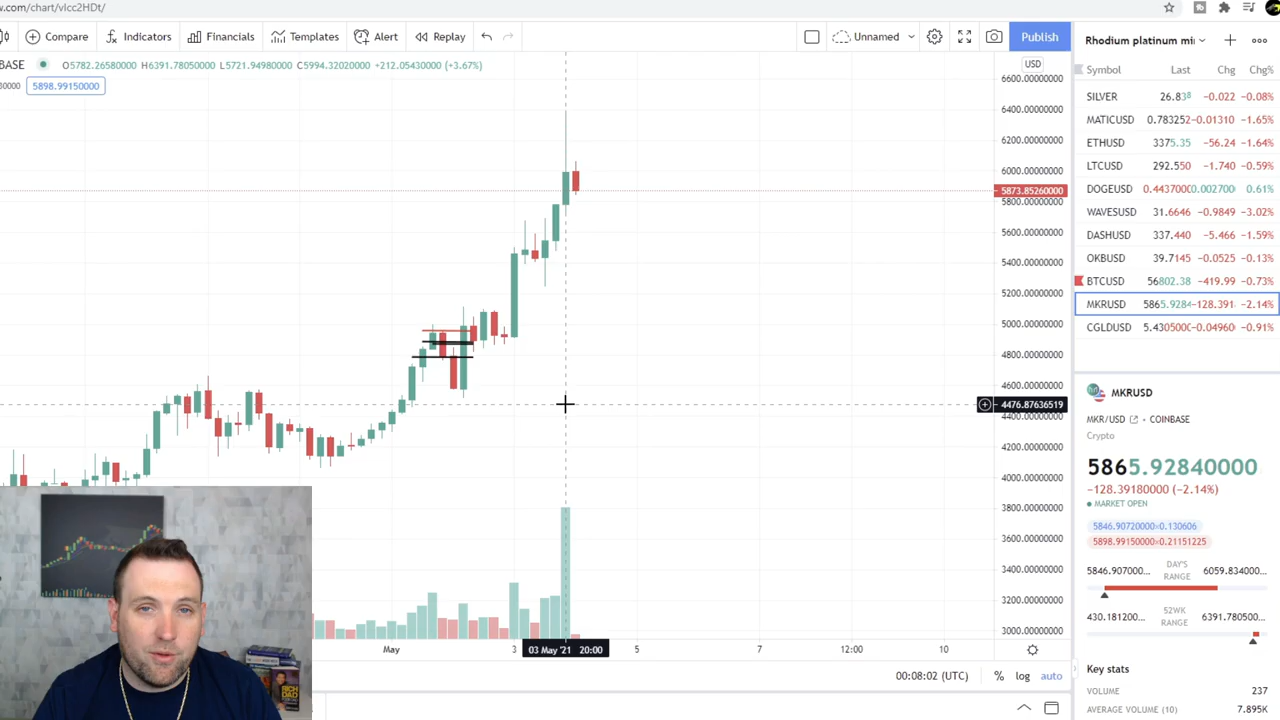 w.com/chart/vIcc2HDt/
Compare Indicators Financials Templates Alert Replay Unnamed Publish
Rhodium platinum mi
BASE O5782.26580000 H6391.78050000 L5721.94980000 C5994.32020000 +212.05430000 (+3.67%)
0000 5898.99150000
USD
6600.00000000
6400.00000000
6200.00000000
6000.00000000
5873.85260000
5800.00000000
5600.00000000
5400.00000000
5200.00000000
5000.00000000
4800.00000000
4600.00000000
4476.87636519
4400.00000000
4200.00000000
4000.00000000
3800.00000000
3600.00000000
3400.00000000
3200.00000000
3000.00000000
May 3 03 May '21 20:00 5 7 12:00 10
00:08:02 (UTC) % log auto
Symbol Last Chg Chg%
SILVER 26.838 -0.022 -0.08%
MATICUSD 0.783252 -0.01310 -1.65%
ETHUSD 3375.35 -56.24 -1.64%
LTCUSD 292.550 -1.740 -0.59%
DOGEUSD 0.4437000 0.002700 0.61%
WAVESUSD 31.6646 -0.9849 -3.02%
DASHUSD 337.440 -5.466 -1.59%
OKBUSD 39.7145 -0.0525 -0.13%
BTCUSD 56802.38 -419.99 -0.73%
MKRUSD 5865.9284 -128.391 -2.14%
CGLDUSD 5.430500 -0.04960 -0.91%
MKRUSD
MKR/USD • COINBASE
Crypto
5865.92840000
−128.39180000 (−2.14%)
MARKET OPEN
5846.90720000×0.130606
5898.99150000×0.21151225
5846.907000... DAY'S RANGE 6059.834000...
430.181200... 52WK RANGE 6391.780500...
Key stats
VOLUME 237
AVERAGE VOLUME (10) 7.895K
RICH DAD